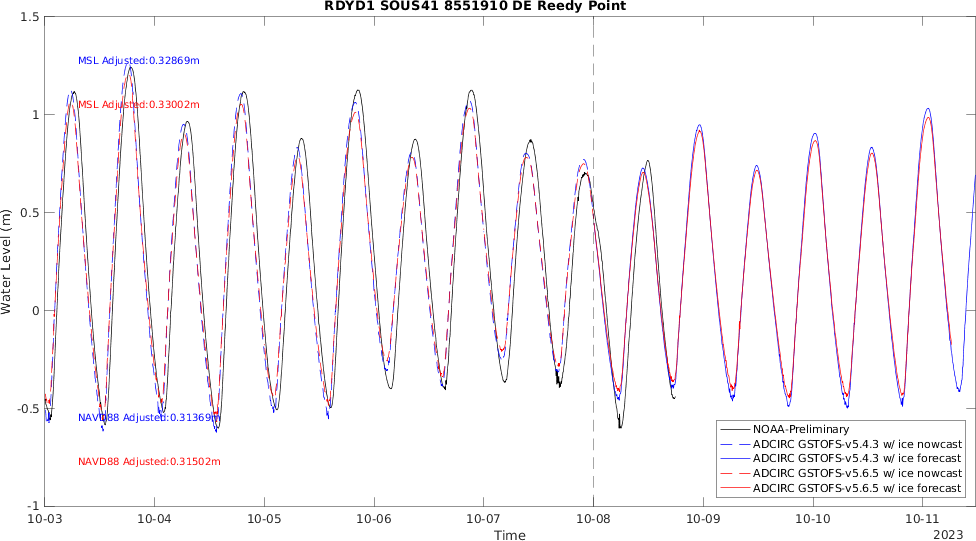 RDYD1 SOUS41 8551910 DE Reedy Point
1.5
1
0.5
0
-0.5
-1
Water Level (m)
MSL Adjusted:0.32869m
MSL Adjusted:0.33002m
NAVD88 Adjusted:0.31369m
NAVD88 Adjusted:0.31502m
NOAA-Preliminary
ADCIRC GSTOFS-v5.4.3 w/ ice nowcast
ADCIRC GSTOFS-v5.4.3 w/ ice forecast
ADCIRC GSTOFS-v5.6.5 w/ ice nowcast
ADCIRC GSTOFS-v5.6.5 w/ ice forecast
10-03 10-04 10-05 10-06 10-07 10-08 10-09 10-10 10-11
Time
2023